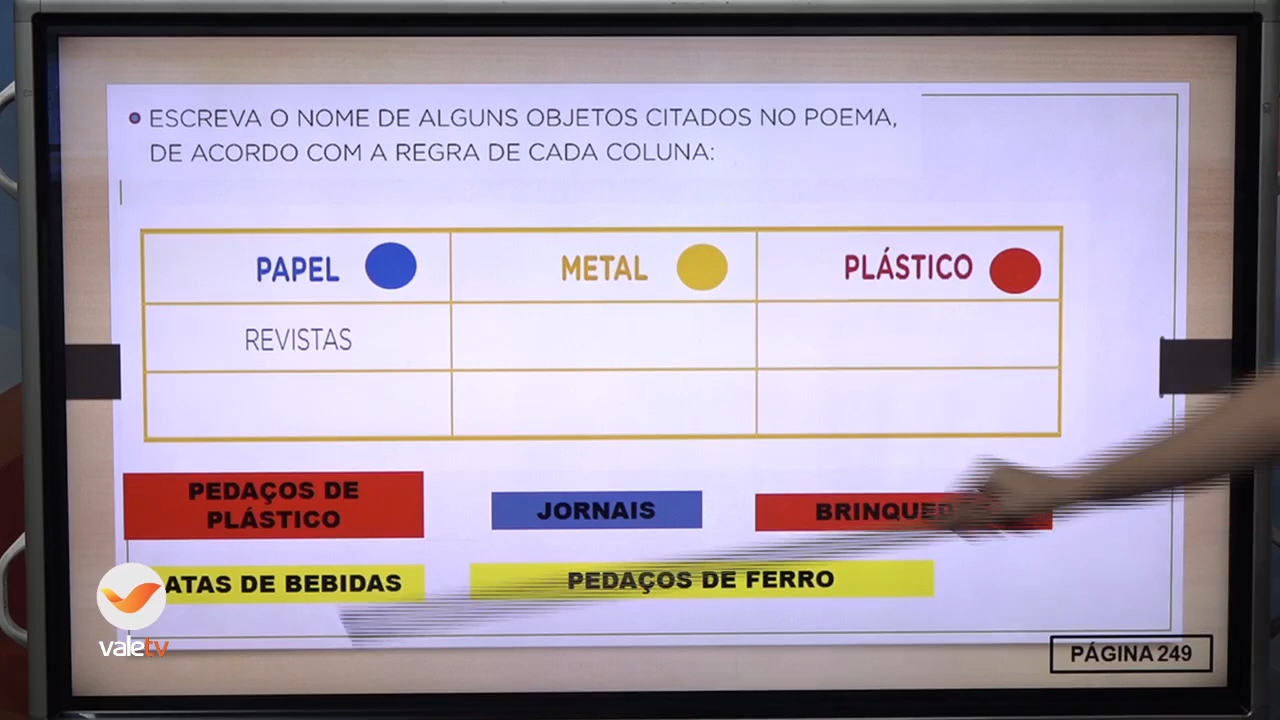 ESCREVA O NOME DE ALGUNS OBJETOS CITADOS NO POEMA,
DE ACORDO COM A REGRA DE CADA COLUNA:
PAPEL METAL PLÁSTICO
REVISTAS
PEDAÇOS DE
PLÁSTICO
JORNAIS
ATAS DE BEBIDAS
PEDAÇOS DE FERRO
valetv
PÁGINA 249